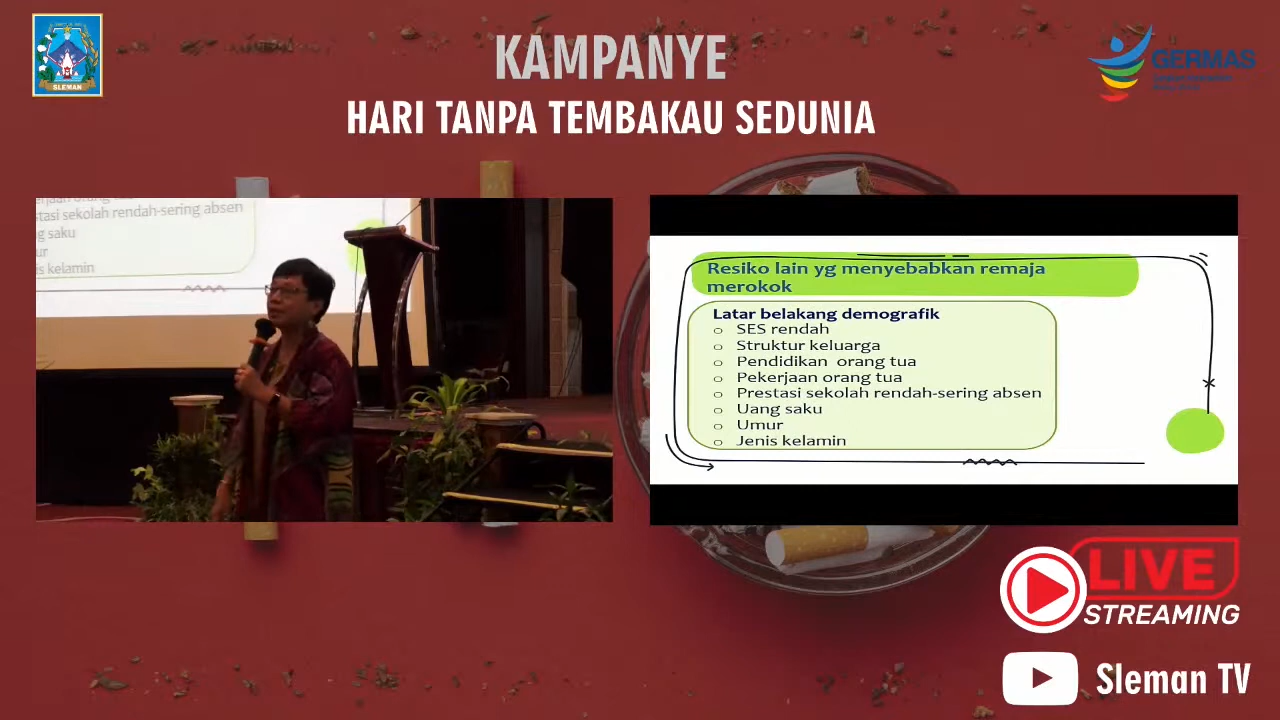 SLEMAN
KAMPANYE
HARI TANPA TEMBAKAU SEDUNIA
GERMAS
tasi sekolah rendah-sering absen
g saku
ur
is kelamin
Resiko lain yg menyebabkan remaja
merokok
Latar belakang demografik
o SES rendah
o Struktur keluarga
o Pendidikan orang tua
o Pekerjaan orang tua
o Prestasi sekolah rendah-sering absen
o Uang saku
o Umur
o Jenis kelamin
LIVE
STREAMING
Sleman TV